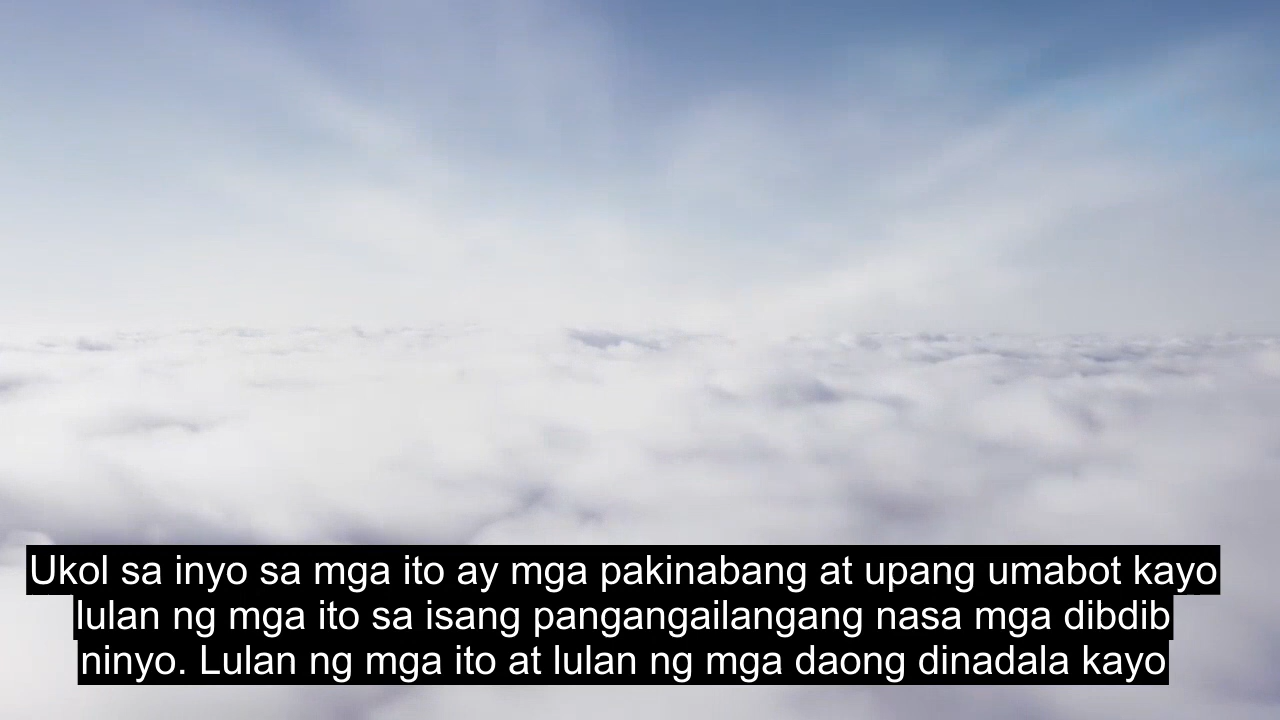 Ukol sa inyo sa mga ito ay mga pakinabang at upang umabot kayo
lulan ng mga ito sa isang pangangailangang nasa mga dibdib
ninyo. Lulan ng mga ito at lulan ng mga daong dinadala kayo